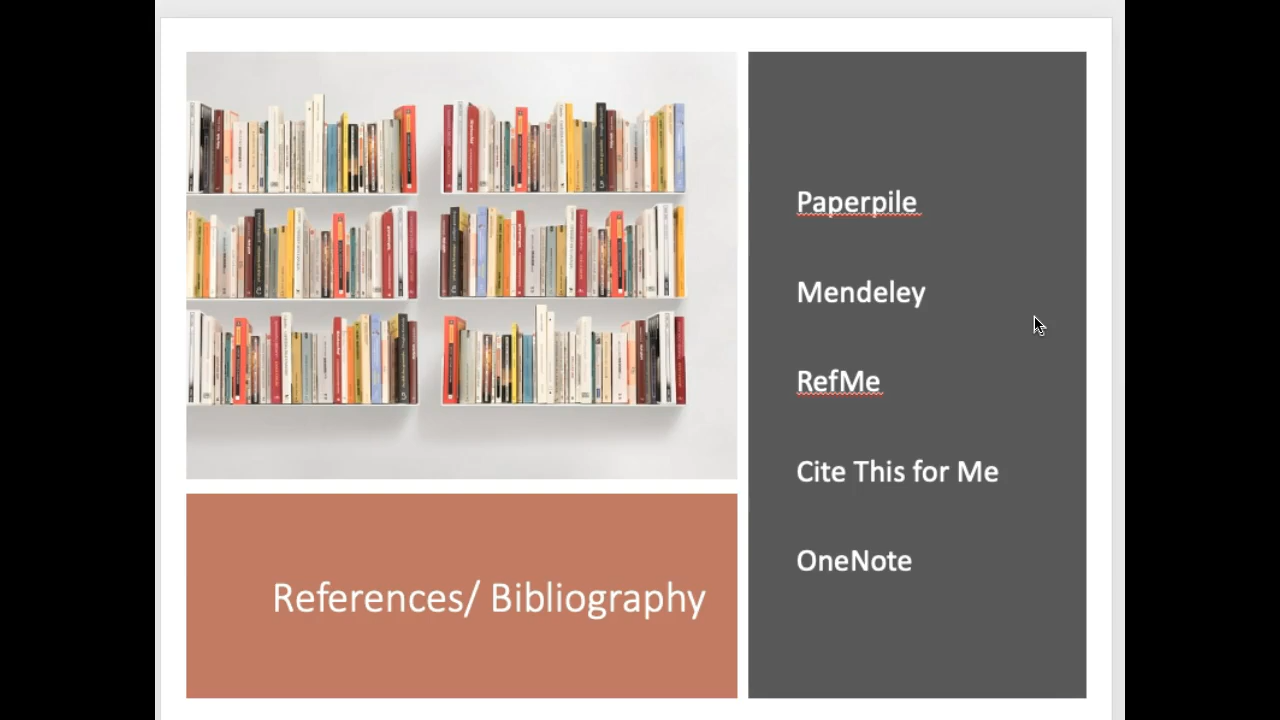 Paperpile
Mendeley
RefMe
Cite This for Me
OneNote
References/ Bibliography